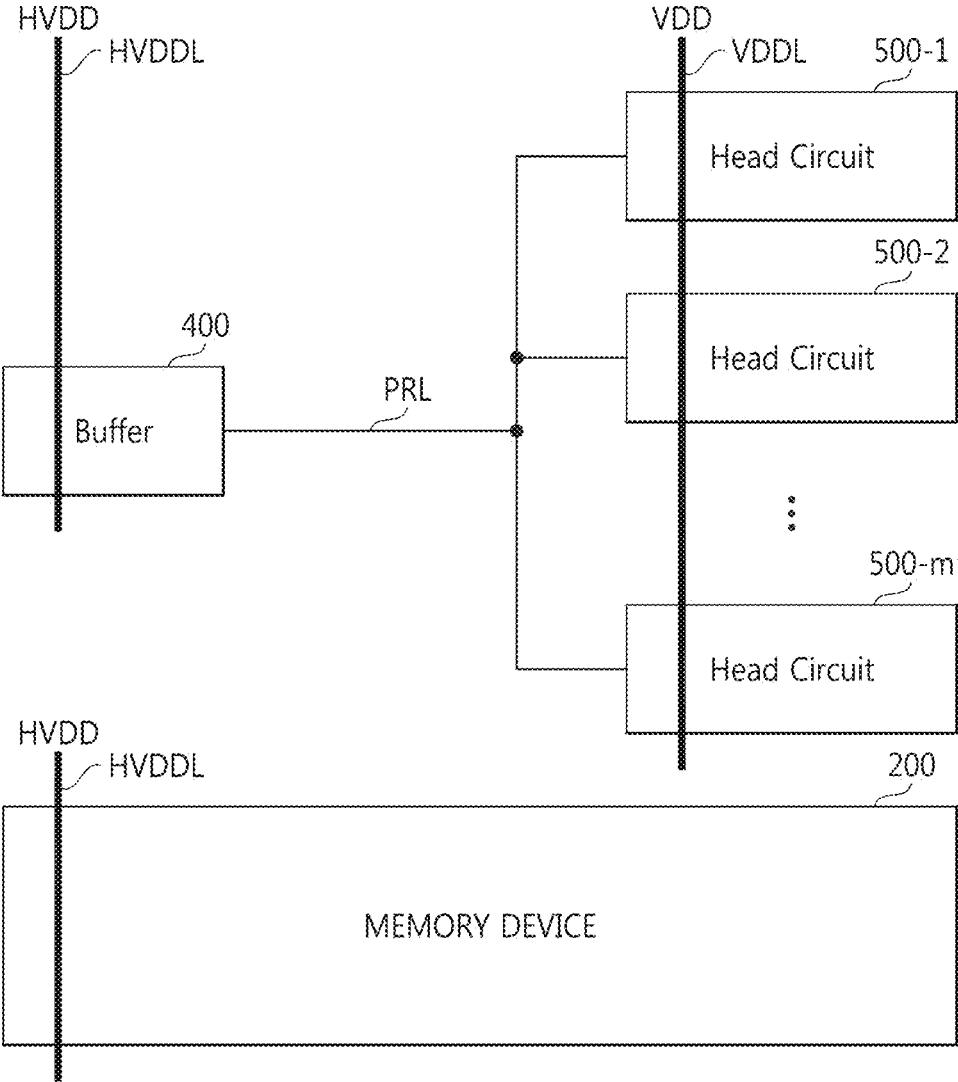 HVDD
HVDDL
VDD
VDDL
500-1
Head Circuit
500-2
Head Circuit
400
Buffer
PRL
500-m
Head Circuit
HVDD
HVDDL
200
MEMORY DEVICE